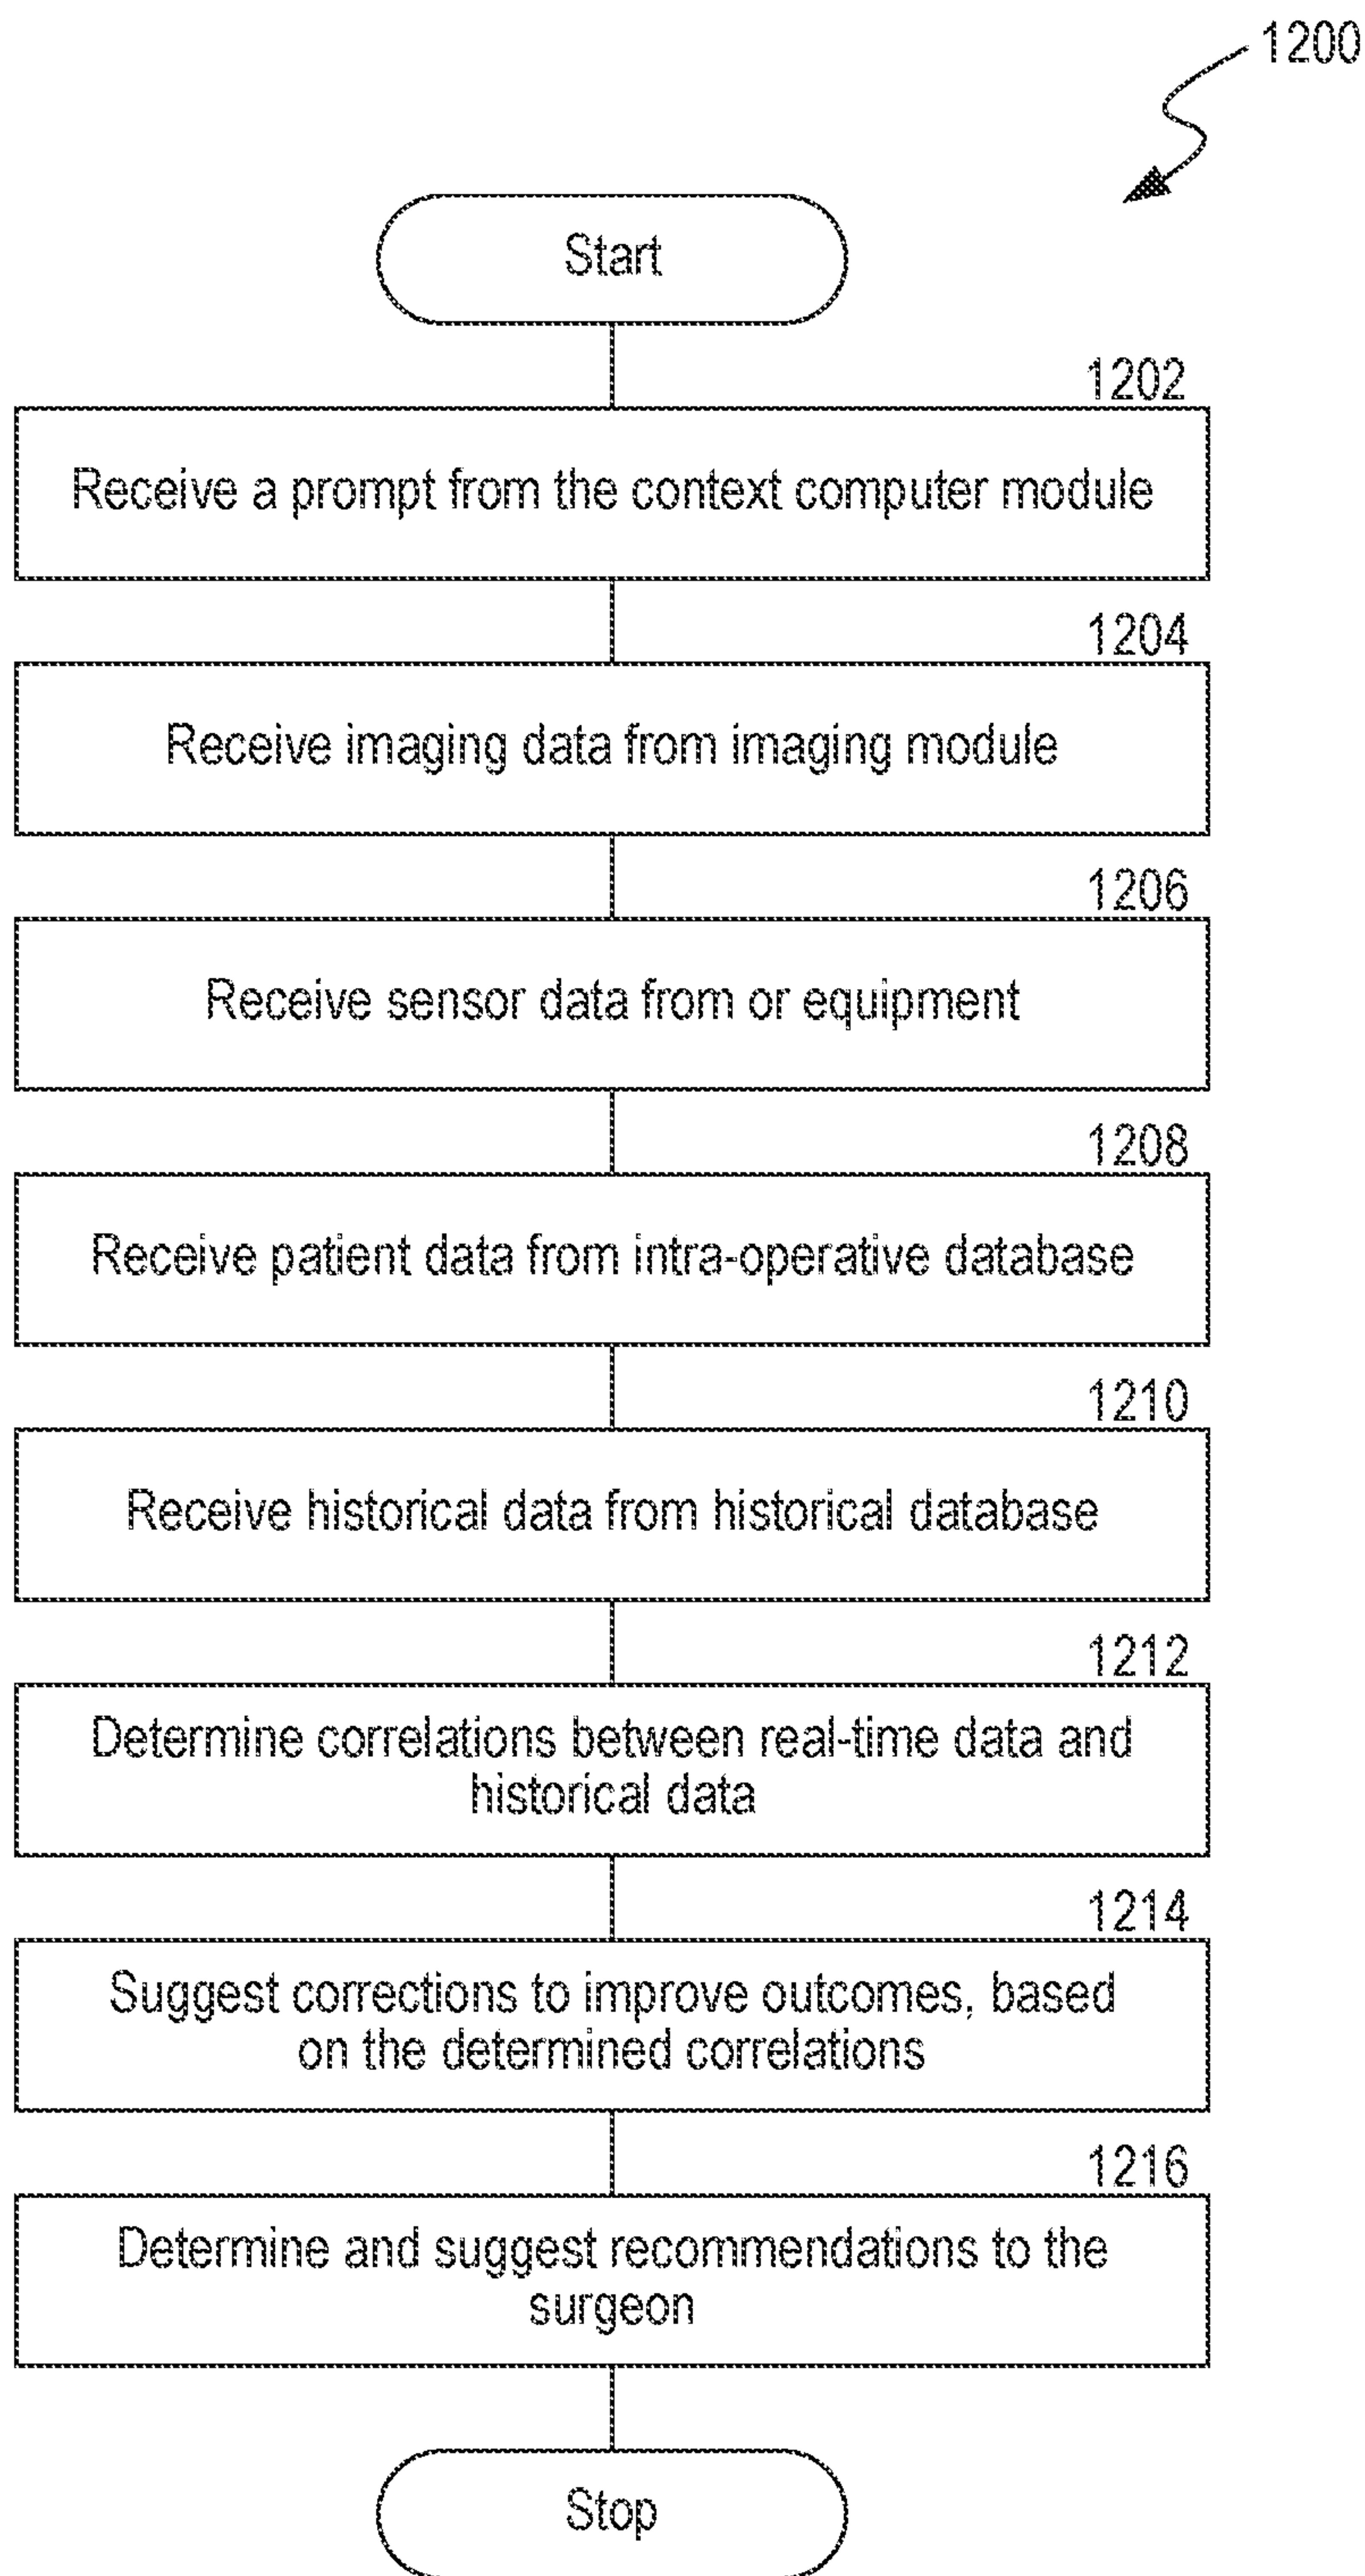 1200
Start
1202
Receive a prompt from the context computer module
1204
Receive imaging data from imaging module
1206
Receive sensor data from or equipment
1208
Receive patient data from intra-operative database
1210
Receive historical data from historical database
1212
Determine correlations between real-time data and
historical data
1214
Suggest corrections to improve outcomes, based
on the determined correlations
1216
Determine and suggest recommendations to the
surgeon
Stop